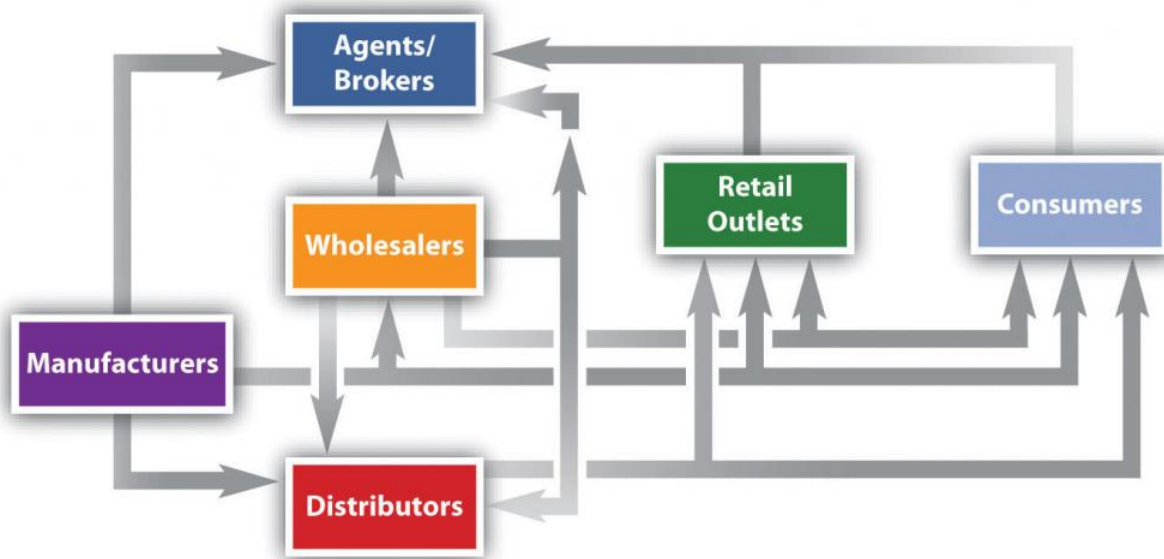 Agents/
Brokers
Retail
Outlets
Consumers
Wholesalers
Manufacturers
Distributors